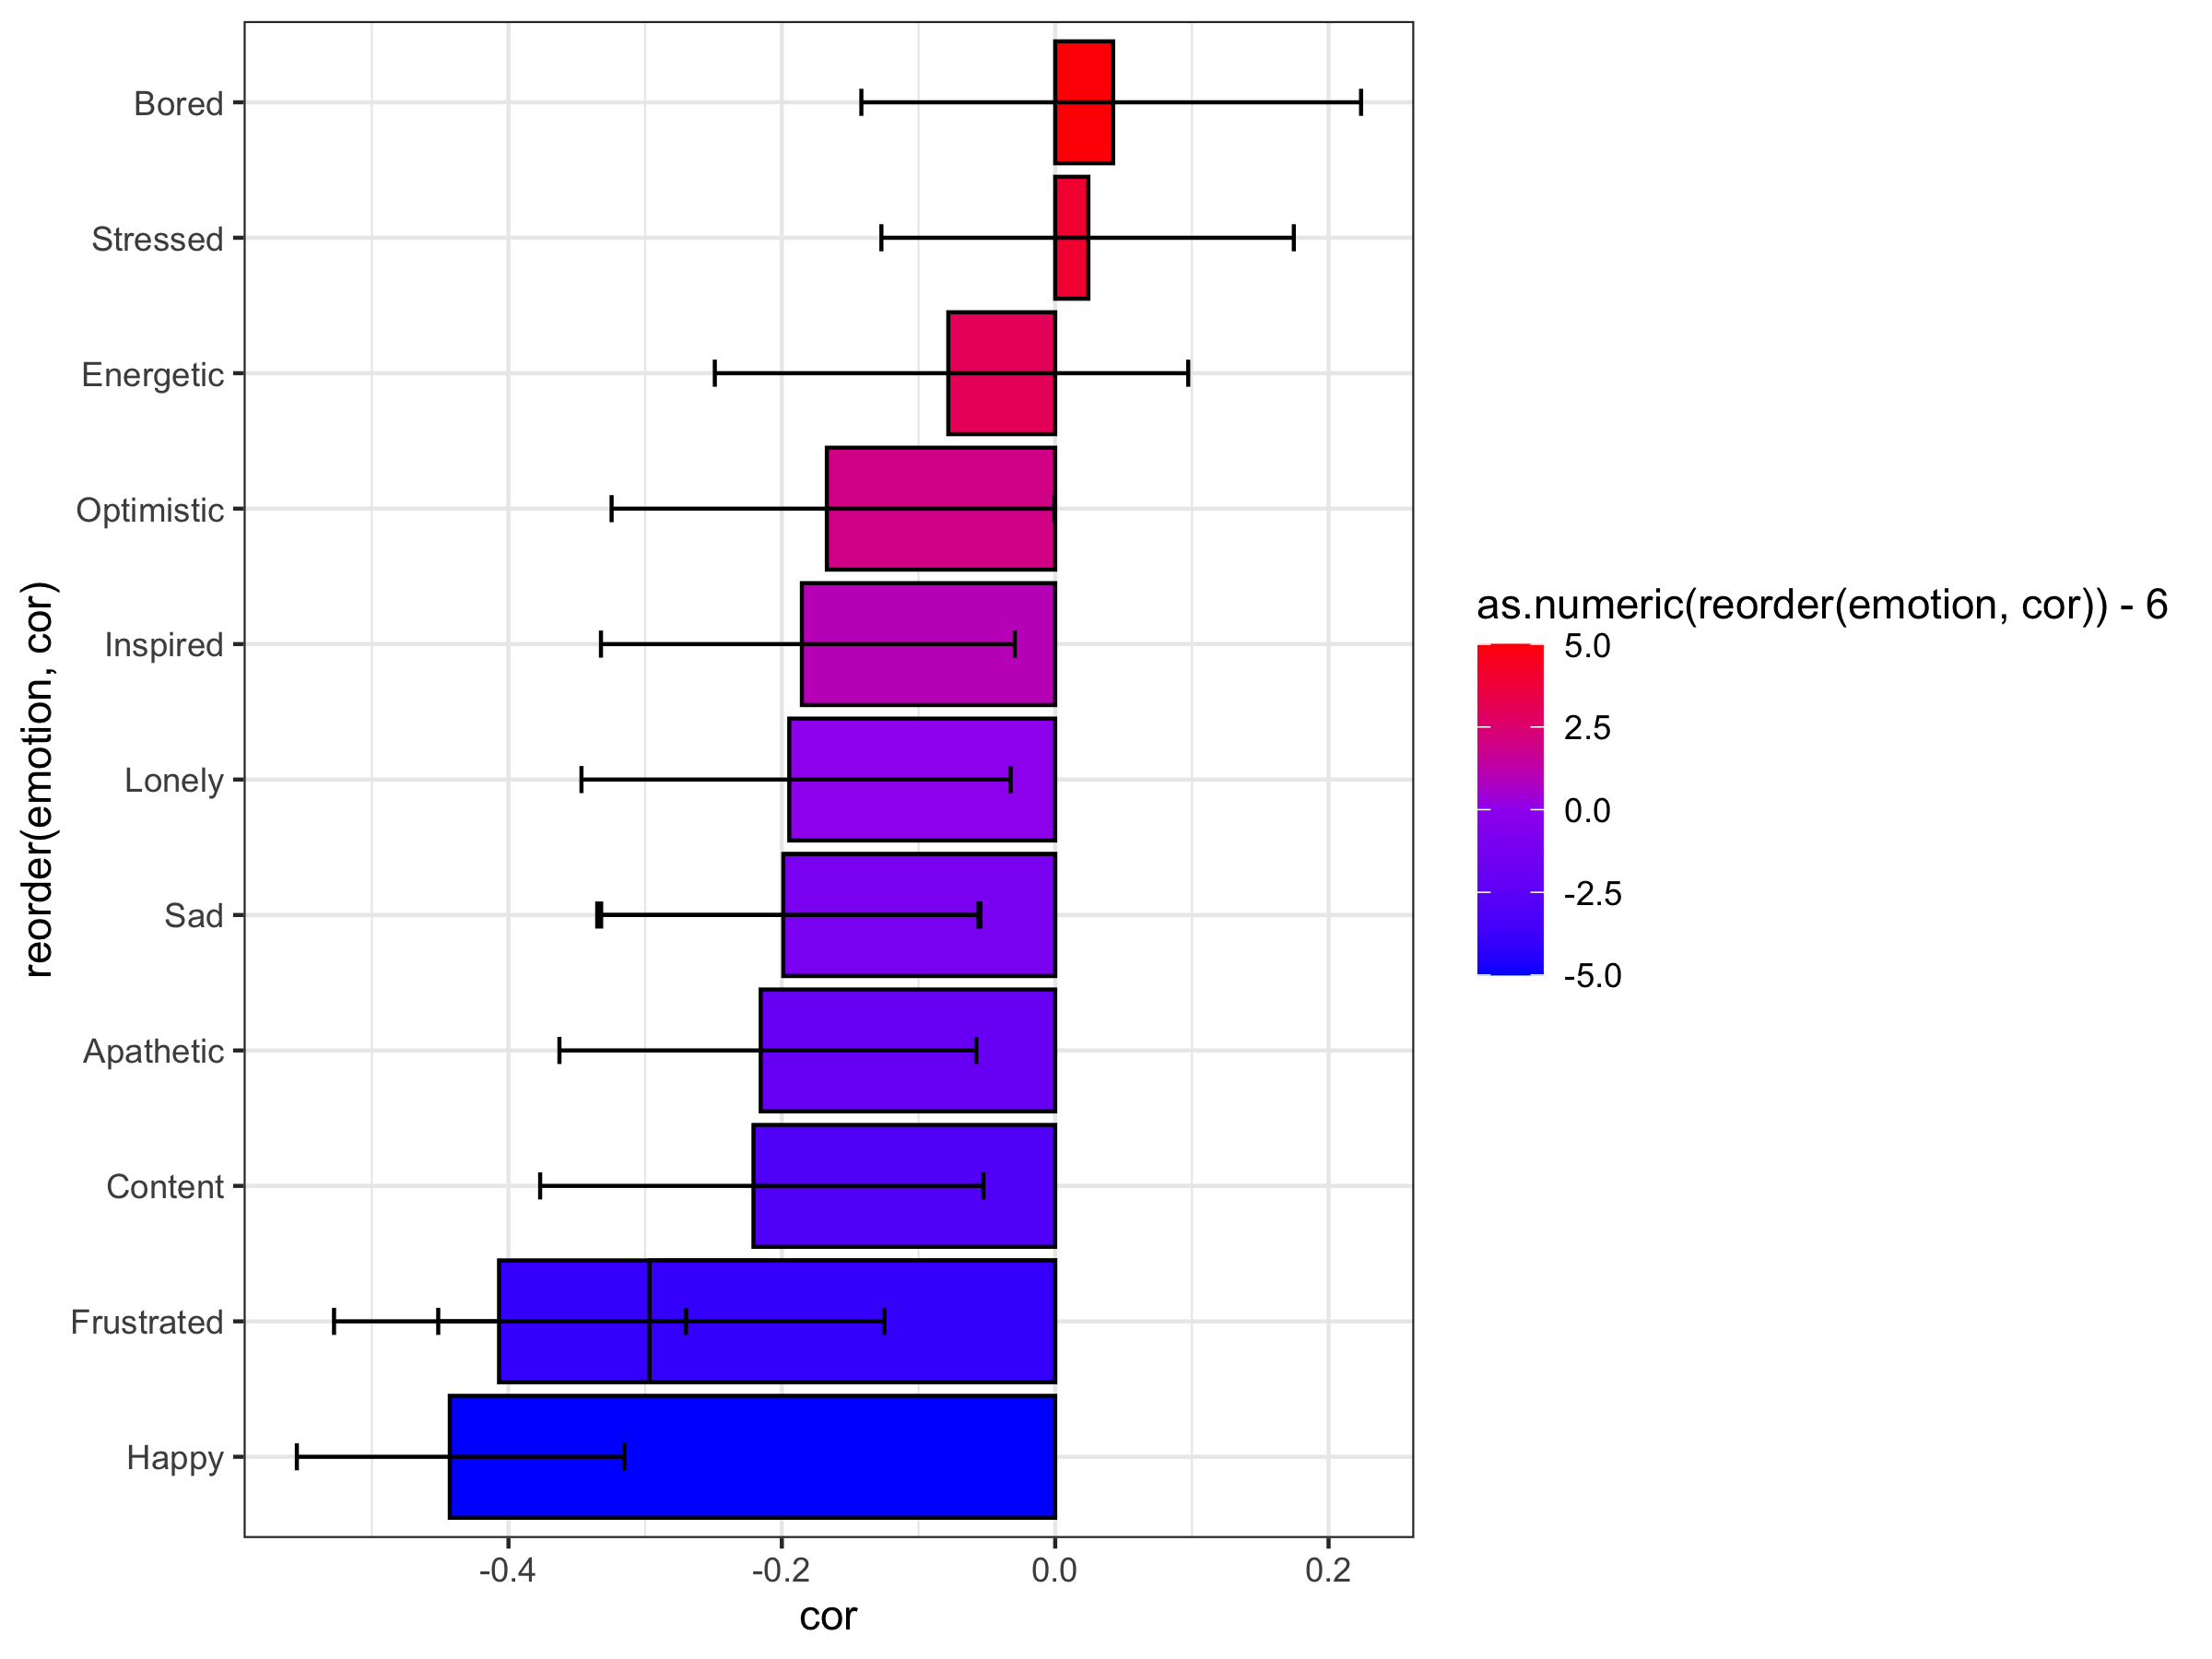 reorder(emotion, cor)
Bored
Stressed
Energetic
Optimistic
Inspired
Lonely
Sad
Apathetic
Content
Frustrated
Happy
-0.4 -0.2 0.0 0.2
cor
as.numeric(reorder(emotion, cor)) - 6
5.0
2.5
0.0
-2.5
-5.0